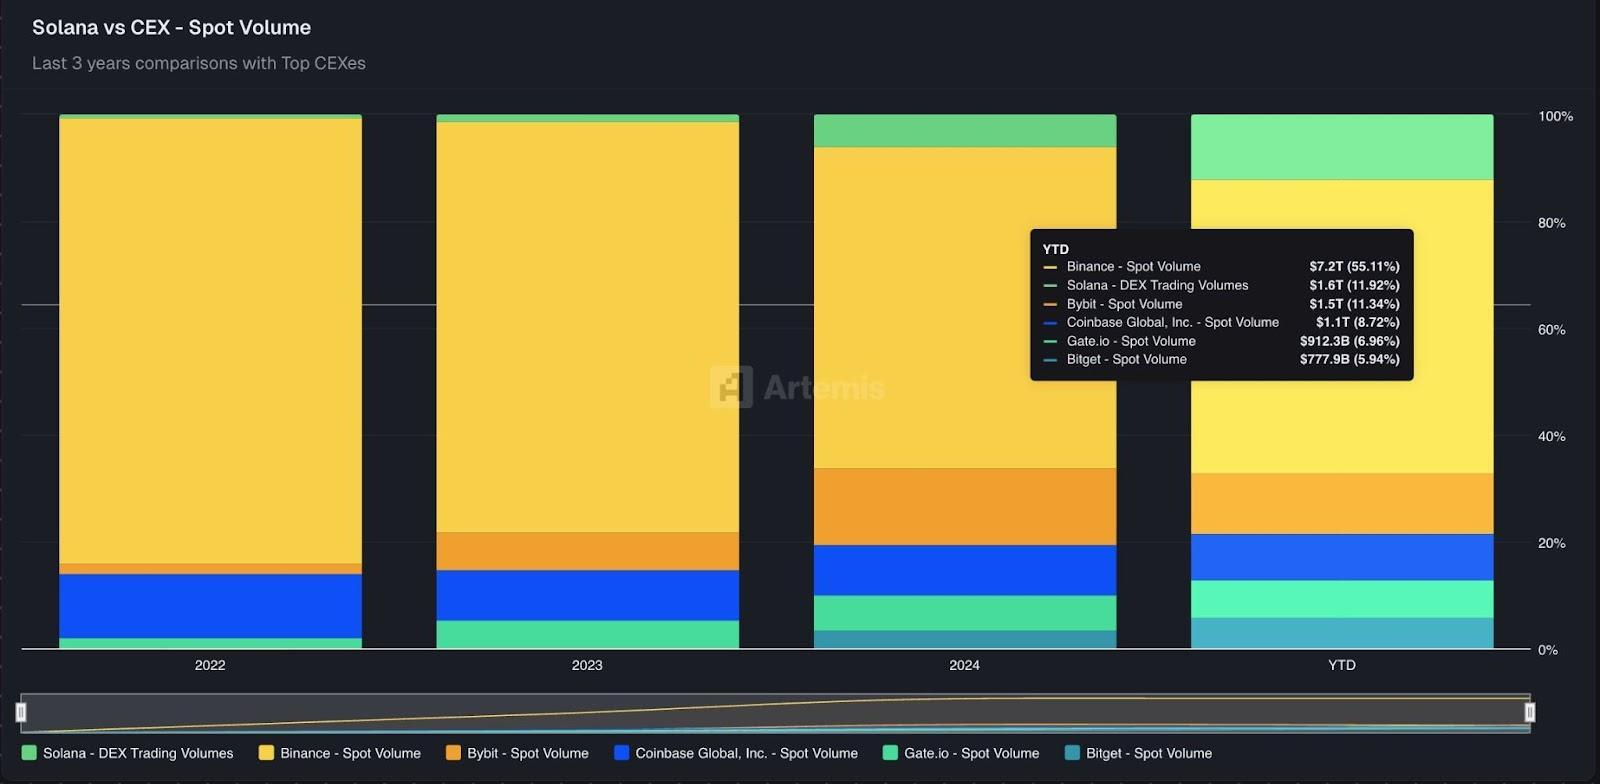 Solana vs CEX - Spot Volume
Last 3 years comparisons with Top CEXes
100%
80%
60%
40%
20%
0%
YTD
Binance - Spot Volume $7.2T (55.11%)
Solana - DEX Trading Volumes $1.6T (11.92%)
Bybit - Spot Volume $1.5T (11.34%)
Coinbase Global, Inc. - Spot Volume $1.1T (8.72%)
Gate.io - Spot Volume $912.3B (6.96%)
Bitget - Spot Volume $777.9B (5.94%)
Artemis
2022 2023 2024 YTD
Solana - DEX Trading Volumes Binance - Spot Volume Bybit - Spot Volume Coinbase Global, Inc. - Spot Volume Gate.io - Spot Volume Bitget - Spot Volume